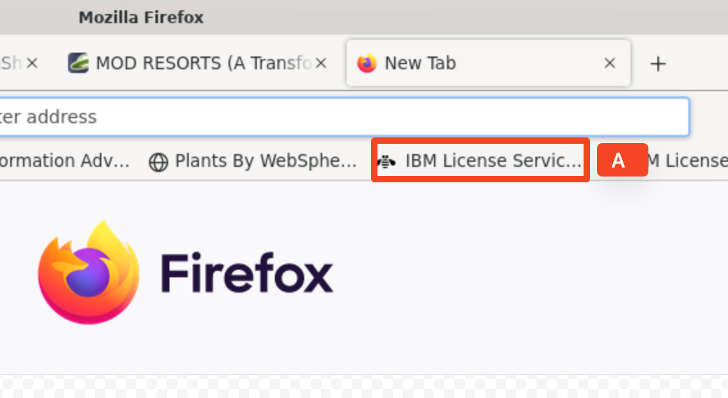 Mozilla Firefox
Sh MOD RESORTS (A Transfo New Tab
ter address
ormation Adv... Plants By WebSphe... IBM License Servic... A M License
Firefox